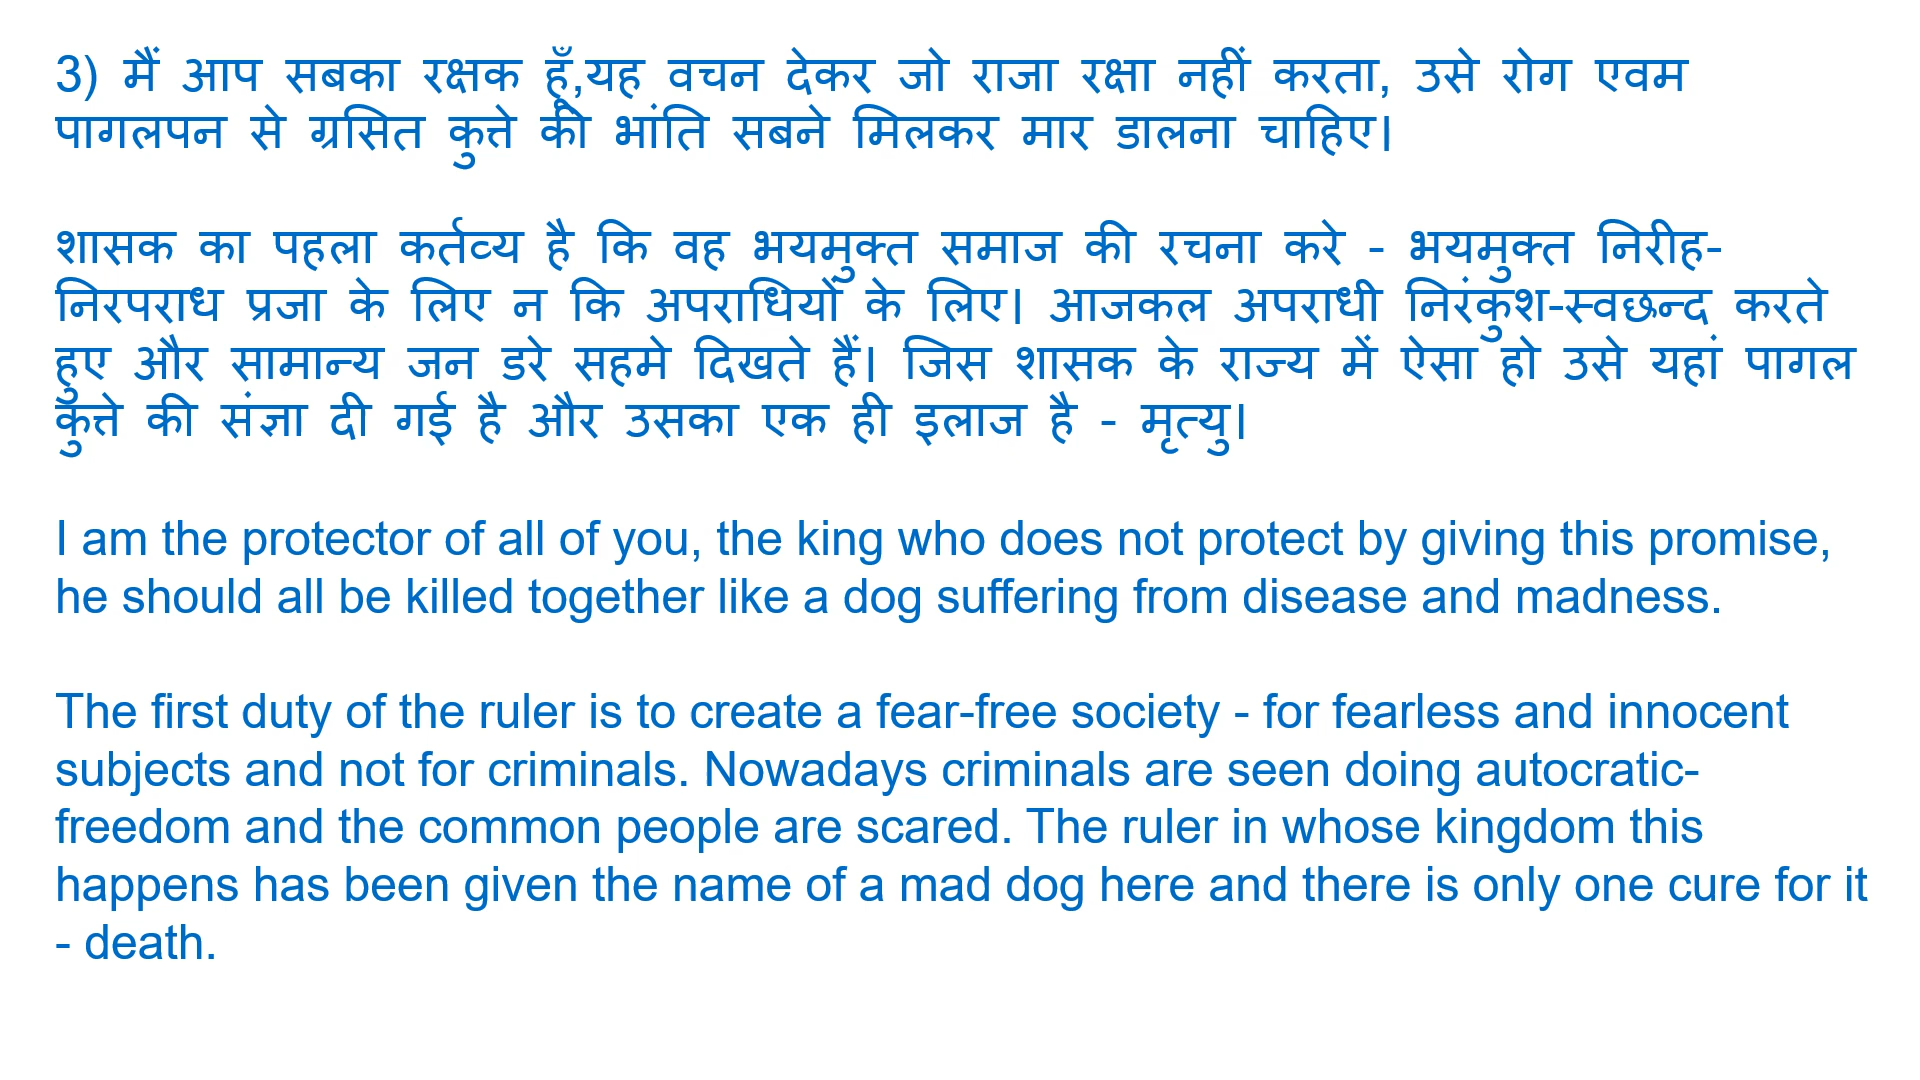 3) मैं आप सबका रक्षक हूँ,यह वचन देकर जो राजा रक्षा नहीं करता, उसे रोग एवम
पागलपन से ग्रसित कुत्ते की भांति सबने मिलकर मार डालना चाहिए।
शासक का पहला कर्तव्य है कि वह भयमुक्त समाज की रचना करे - भयमुक्त निरीह-
निरपराध प्रजा के लिए न कि अपराधियों के लिए। आजकल अपराधी निरंकुश-स्वछन्द करते
हुए और सामान्य जन डरे सहमे दिखते हैं। जिस शासक के राज्य में ऐसा हो उसे यहां पागल
कुत्ते की संज्ञा दी गई है और उसका एक ही इलाज है - मृत्यु।
I am the protector of all of you, the king who does not protect by giving this promise,
he should all be killed together like a dog suffering from disease and madness.
The first duty of the ruler is to create a fear-free society - for fearless and innocent
subjects and not for criminals. Nowadays criminals are seen doing autocratic-
freedom and the common people are scared. The ruler in whose kingdom this
happens has been given the name of a mad dog here and there is only one cure for it
- death.